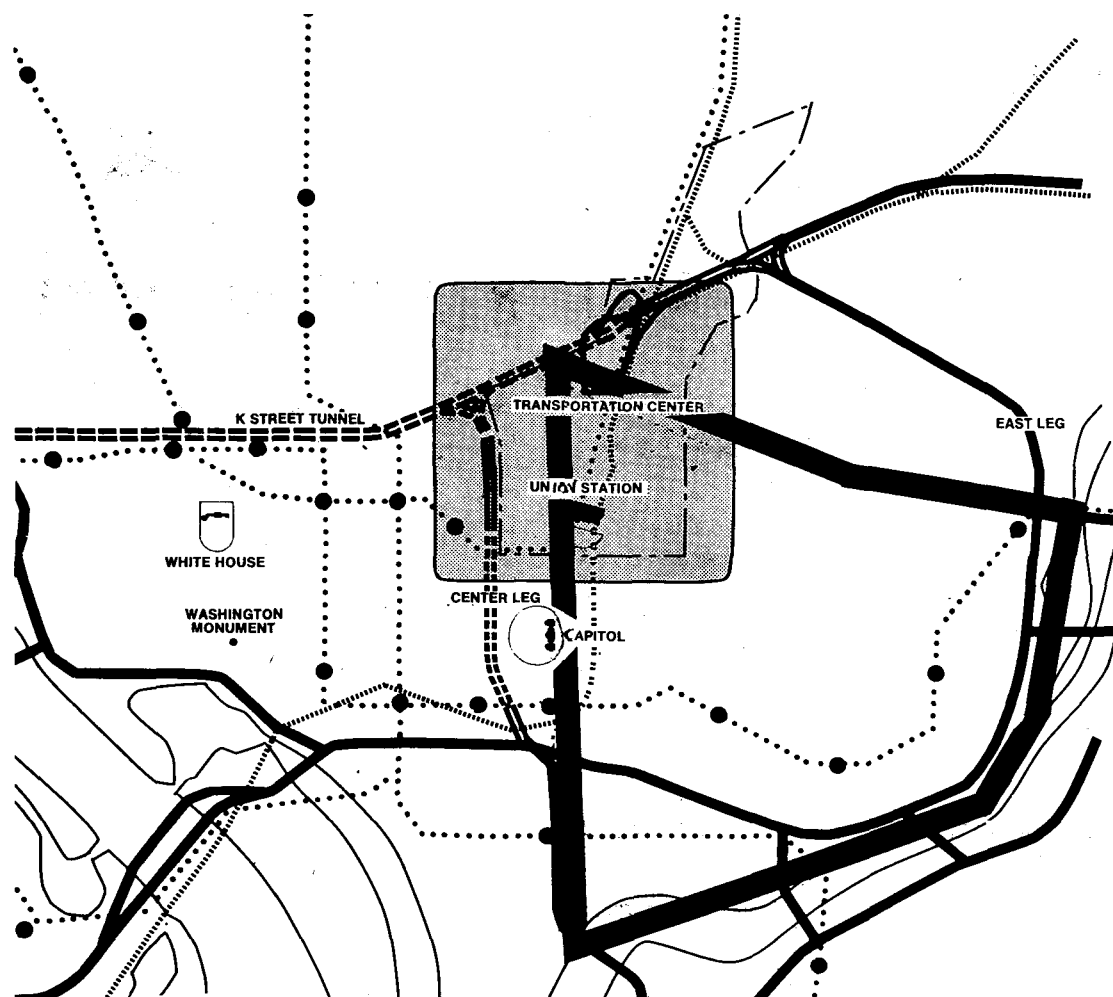 K STREET TUNNEL
TRANSPORTATION CENTER
EAST LEG
UNION STATION
WHITE HOUSE
CENTER LEG
WASHINGTON
MONUMENT
CAPITOL